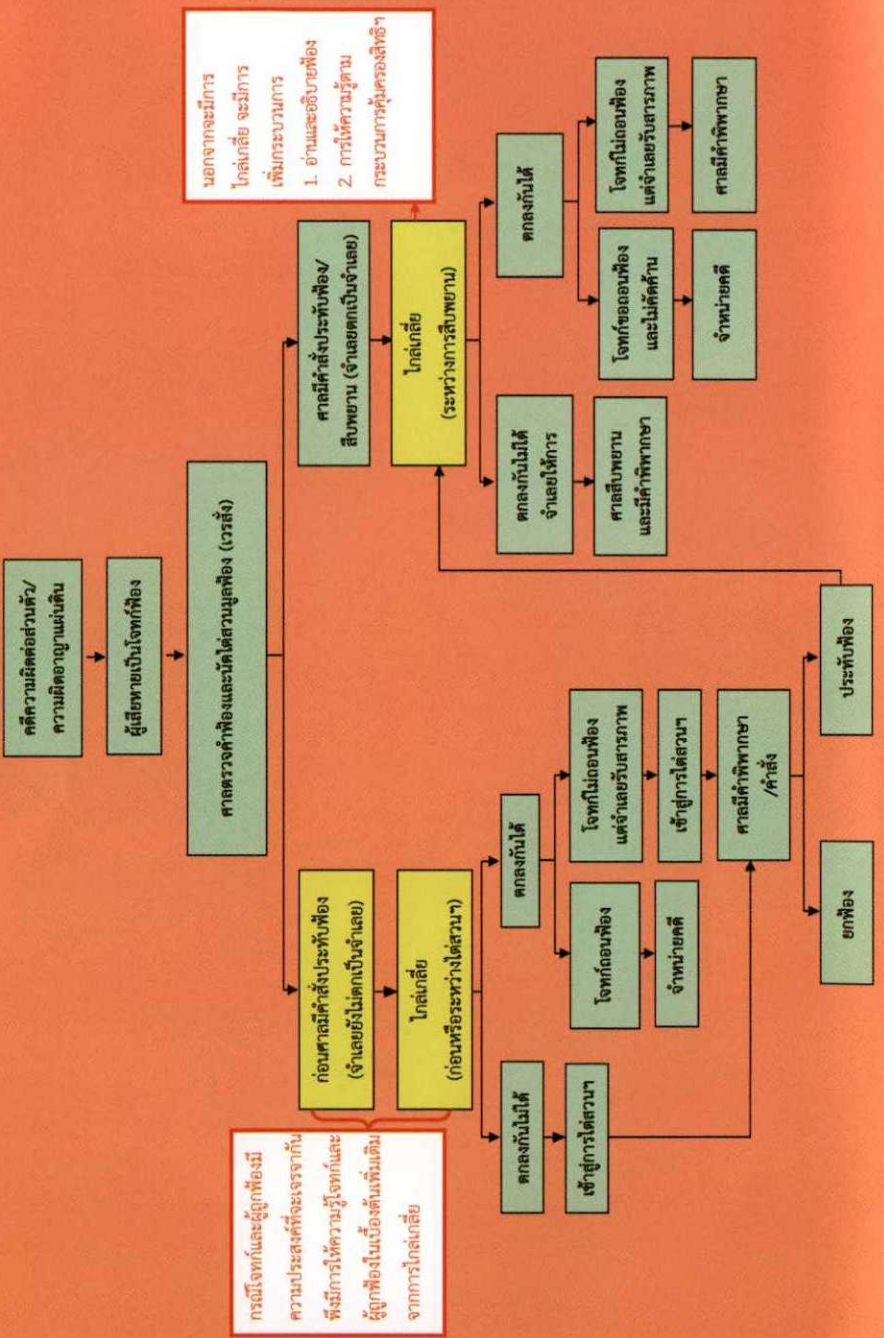 คดีความผิดต่อส่วนตัว/
ความผิดอาญาแผ่นดิน
ผู้เสียหายเป็นโจทก์ฟ้อง
ศาลตรวจคำฟ้องและนัดไต่สวนมูลฟ้อง (เวรสั่ง)
ก่อนศาลมีคำสั่งประทับฟ้อง
(จำเลยยังไม่ตกเป็นจำเลย)
ไกล่เกลี่ย
(ก่อนหรือระหว่างไต่สวนฯ)
กรณีโจทก์และผู้ถูกฟ้องมี
ความประสงค์ที่จะเจรจากัน
พึงมีการให้ความรู้โจทก์และ
ผู้ถูกฟ้องในเบื้องต้นเพิ่มเติม
จากการไกล่เกลี่ย
ตกลงกันไม่ได้
เข้าสู่การไต่สวนฯ
ตกลงกันได้
โจทก์ถอนฟ้อง
จำหน่ายคดี
โจทก์ไม่ถอนฟ้อง
แต่จำเลยรับสารภาพ
เข้าสู่การไต่สวนฯ
ศาลมีคำพิพากษา
/คำสั่ง
ยกฟ้อง
ประทับฟ้อง
ศาลมีคำสั่งประทับฟ้อง/
สืบพยาน (จำเลยตกเป็นจำเลย)
ไกล่เกลี่ย
(ระหว่างการสืบพยาน)
นอกจากจะมีการ
ไกล่เกลี่ย จะมีการ
เพิ่มกระบวนการ
1. อ่านและอธิบายฟ้อง
2. การให้ความรู้ตาม
กระบวนการคุ้มครองสิทธิฯ
ตกลงกันไม่ได้
จำเลยให้การ
ศาลสืบพยาน
และมีคำพิพากษา
ตกลงกันได้
โจทก์ขอถอนฟ้อง
และไม่คัดค้าน
จำหน่ายคดี
โจทก์ไม่ถอนฟ้อง
แต่จำเลยรับสารภาพ
ศาลมีคำพิพากษา